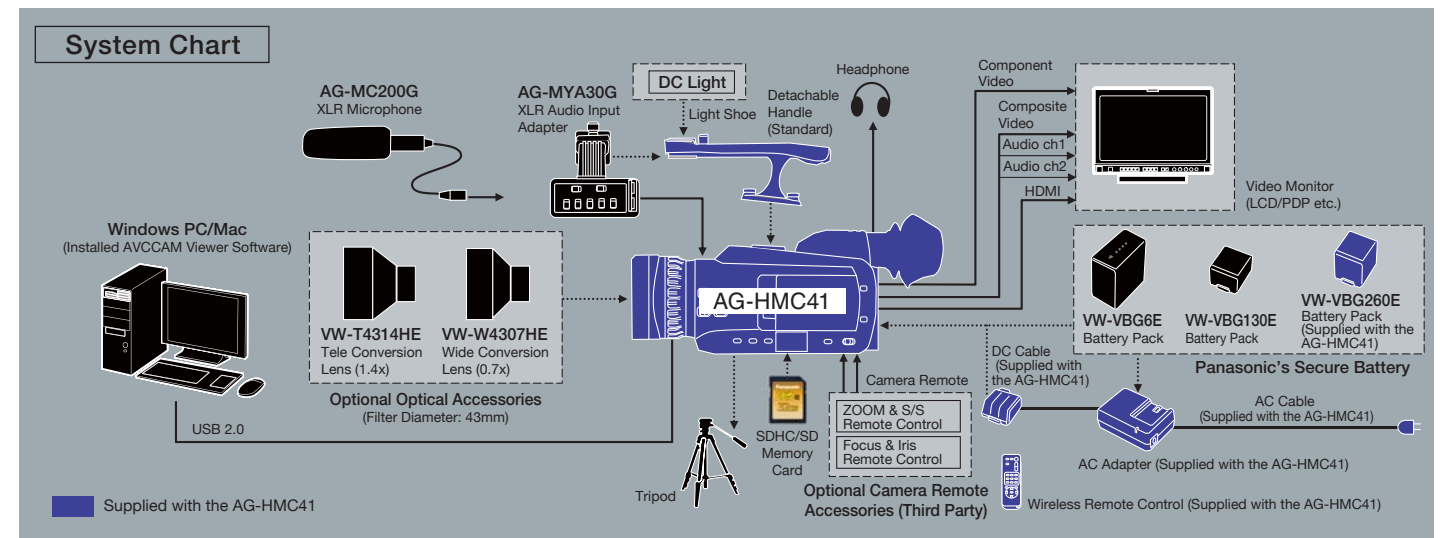 System Chart
AG-MC200G
XLR Microphone
AG-MYA30G
XLR Audio Input
Adapter
DC Light
Light Shoe
Detachable
Handle
(Standard)
Headphone
Component
Video
Composite
Video
Audio ch1
Audio ch2
HDMI
Video Monitor
(LCD/PDP etc.)
Windows PC/Mac
(Installed AVCCAM Viewer Software)
VW-T4314HE
Tele Conversion
Lens (1.4x)
VW-W4307HE
Wide Conversion
Lens (0.7x)
Optional Optical Accessories
(Filter Diameter: 43mm)
USB 2.0
AG-HMC41
VW-VBG6E
Battery Pack
VW-VBG130E
Battery Pack
VW-VBG260E
Battery Pack
(Supplied with the
AG-HMC41)
Panasonic's Secure Battery
DC Cable
(Supplied with
the AG-HMC41)
AC Cable
(Supplied with the AG-HMC41)
AC Adapter (Supplied with the AG-HMC41)
Camera Remote
ZOOM & S/S
Remote Control
Focus & Iris
Remote Control
Optional Camera Remote
Accessories (Third Party)
Panasonic
SDHC/SD
Memory
Card
Tripod
Wireless Remote Control (Supplied with the AG-HMC41)
Supplied with the AG-HMC41